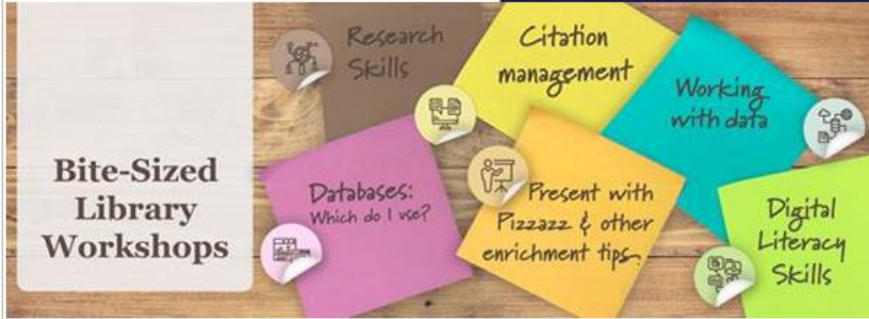 Bite-Sized
Library
Workshops
Research
Skills
Citation
management
Working
with data
Databases:
Which do I use?
Present with
Pizzazz & other
enrichment tips
Digital
Literacy
Skills